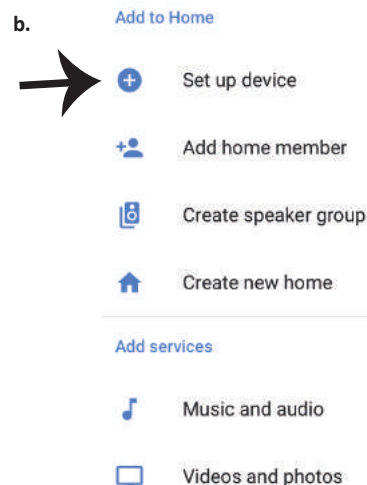 b.
Add to Home
Set up device
Add home member
Create speaker group
Create new home
Add services
Music and audio
Videos and photos